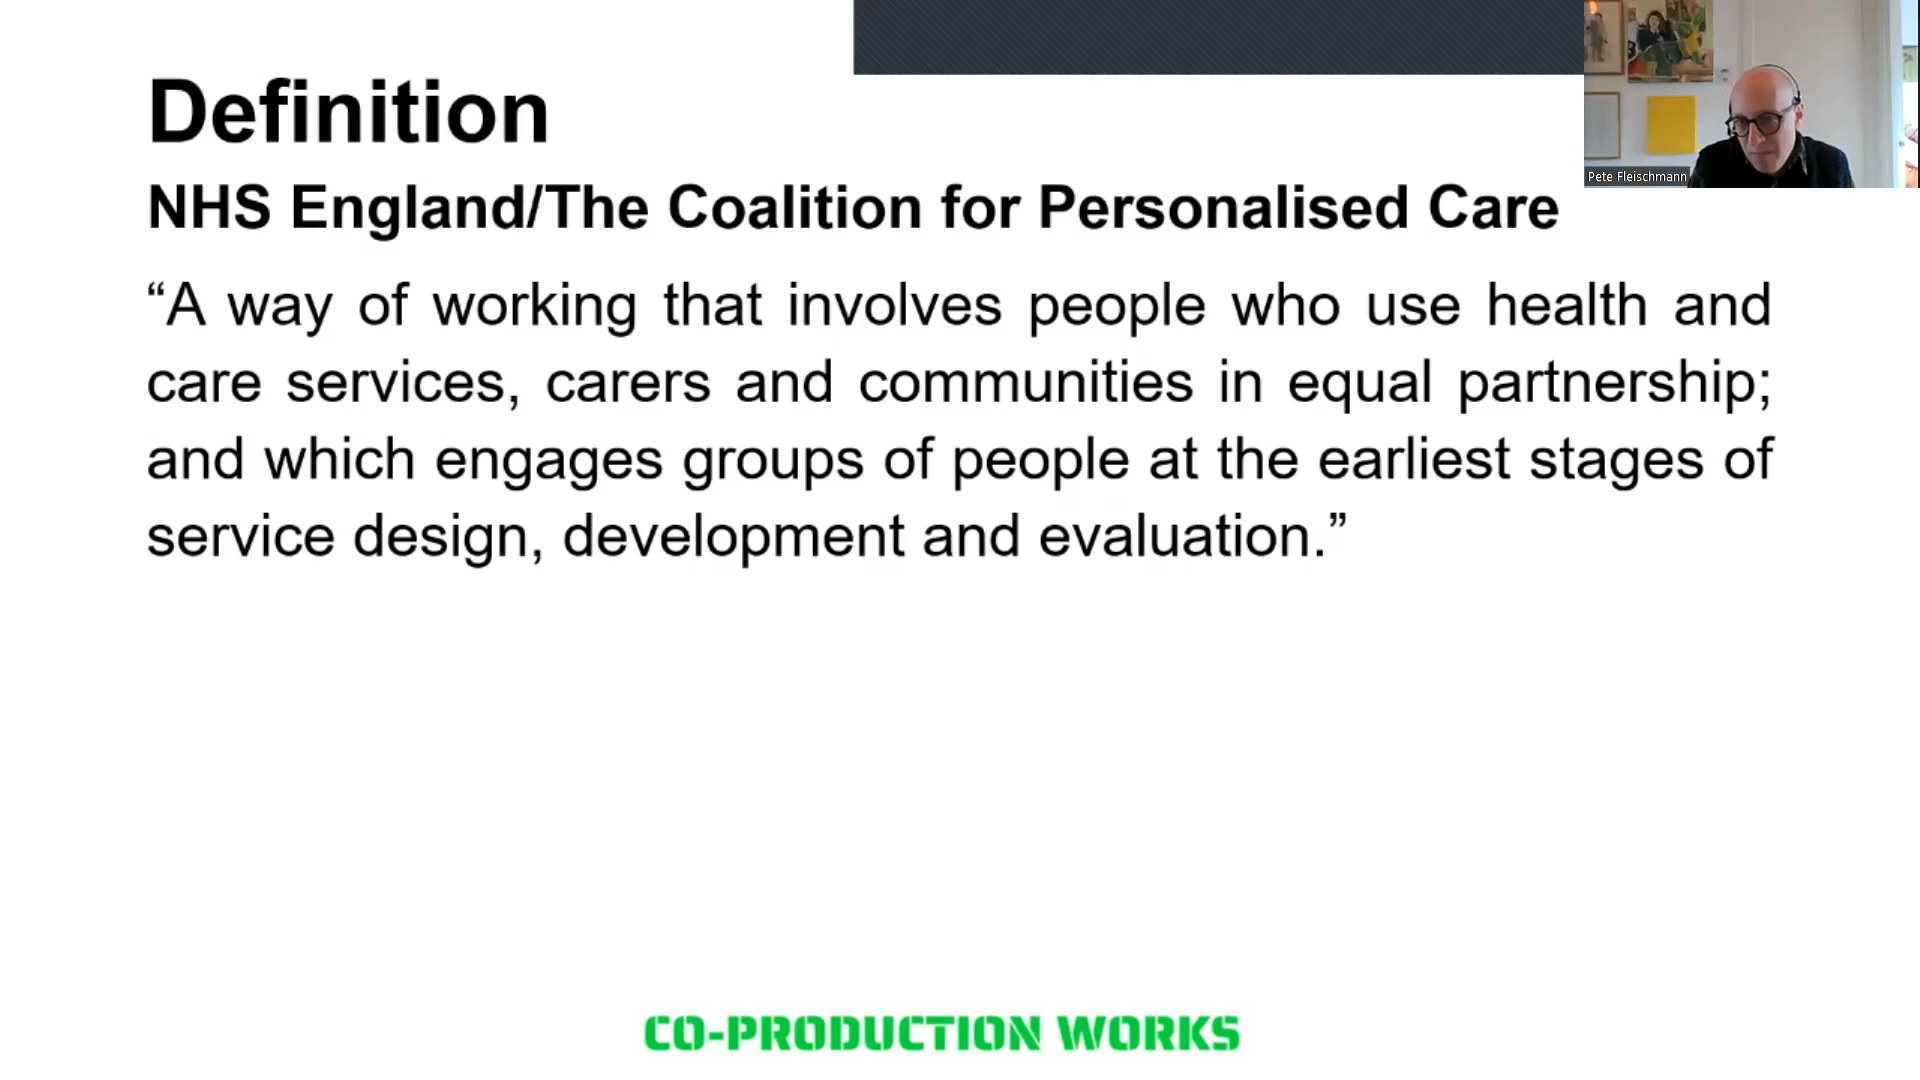 Definition
Pete Fleischmann
NHS England/The Coalition for Personalised Care
“A way of working that involves people who use health and
care services, carers and communities in equal partnership;
and which engages groups of people at the earliest stages of
service design, development and evaluation.”
CO-PRODUCTION WORKS